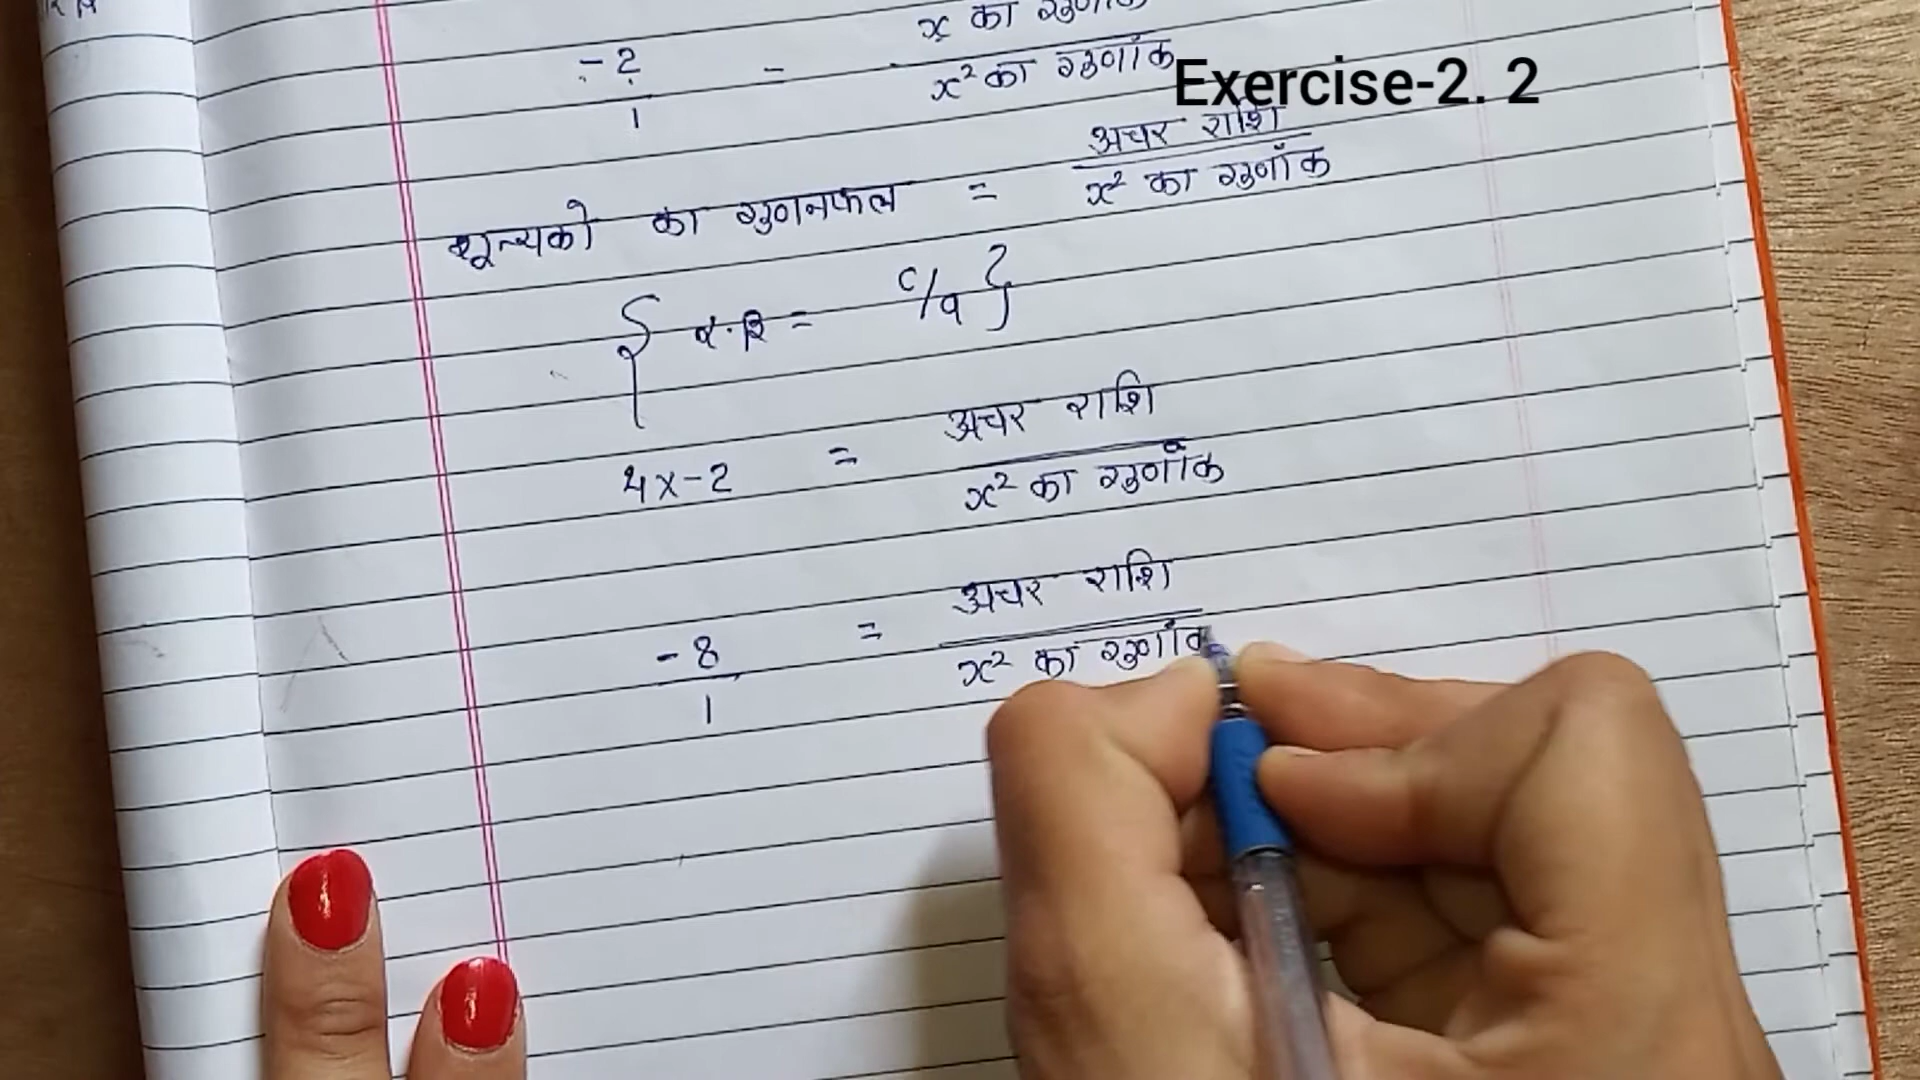 x का गुणांक
-2/1 = x² का गुणांक
Exercise-2. 2
शून्यको का गुणनफल = अचर राशि / x² का गुणांक
{ α.β = c/a }
4x-2 = अचर राशि / x² का गुणांक
-8/1 = अचर राशि / x² का गुणांक